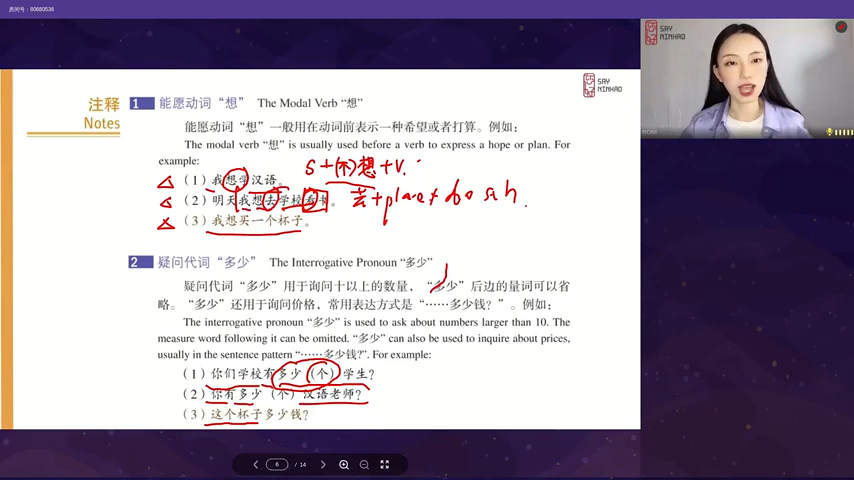 房间号: 80680536
SAY
NINHAO
SAY
NINHAO
注释
Notes
1 能愿动词“想” The Modal Verb “想”
能愿动词“想”一般用在动词前表示一种希望或者打算。例如：
The modal verb “想” is usually used before a verb to express a hope or plan. For
example:
S+(不)想+V.
(1) 我想学汉语。
(2) 明天我想去学校看书。
去+place+do sth.
(3) 我想买一个杯子。
2 疑问代词“多少” The Interrogative Pronoun “多少”
疑问代词“多少”用于询问十以上的数量，“多少”后边的量词可以省
略。“多少”还用于询问价格，常用表达方式是“……多少钱？”。例如：
The interrogative pronoun “多少” is used to ask about numbers larger than 10. The
measure word following it can be omitted. “多少” can also be used to inquire about prices,
usually in the sentence pattern “……多少钱?”. For example:
(1) 你们学校有多少（个）学生？
(2) 你有多少（个）汉语老师？
(3) 这个杯子多少钱？
6 / 14